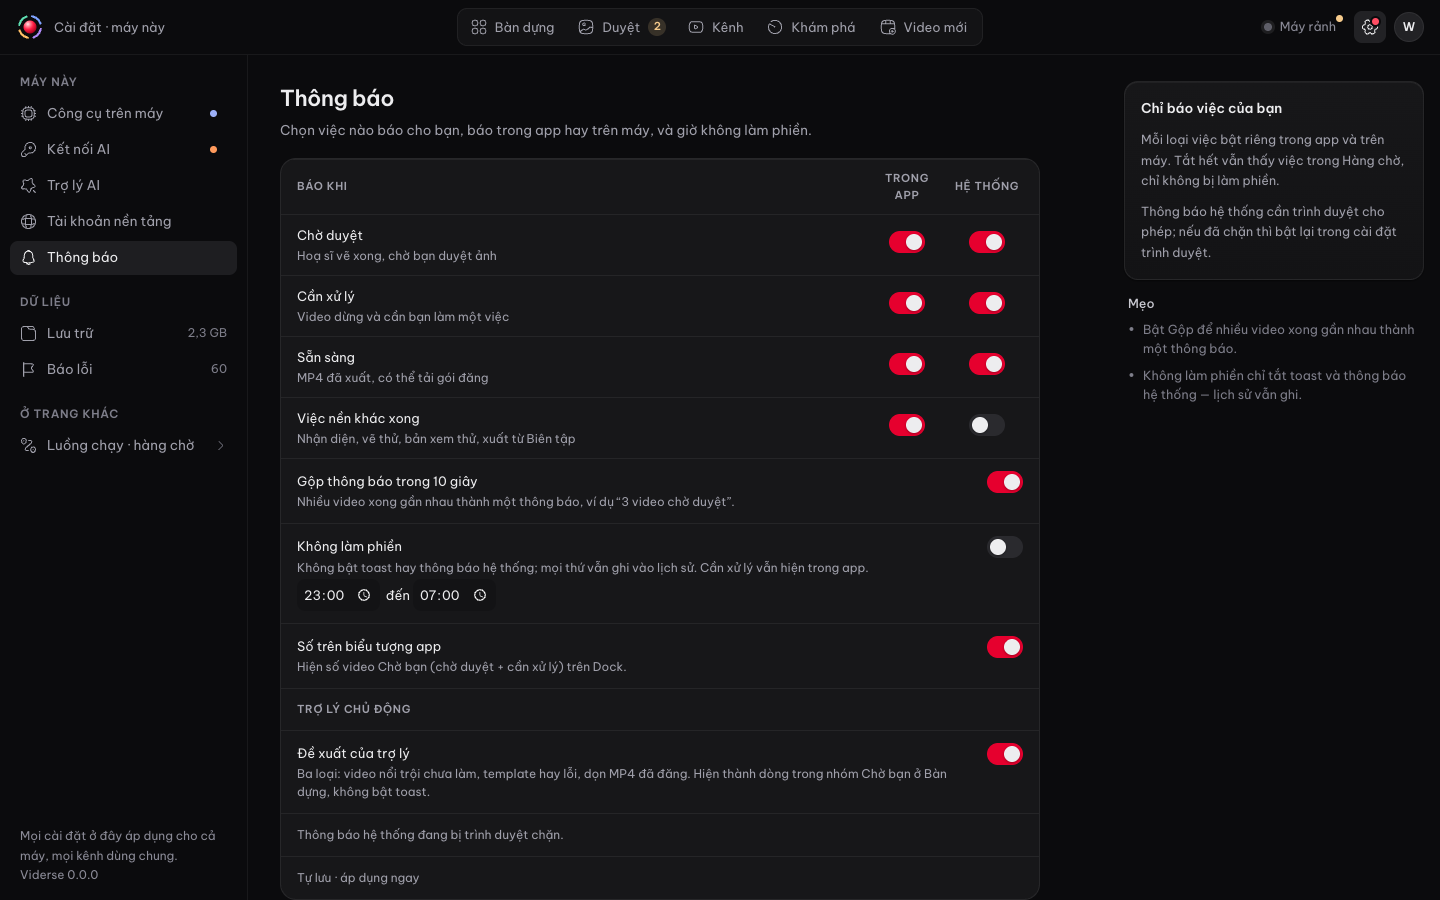 Cài đặt · máy này
Bàn dựng
Duyệt 2
Kênh
Khám phá
Video mới
Máy rảnh
W
MÁY NÀY
Công cụ trên máy
Kết nối AI
Trợ lý AI
Tài khoản nền tảng
Thông báo
DỮ LIỆU
Lưu trữ 2,3 GB
Báo lỗi 60
Ở TRANG KHÁC
Luồng chạy · hàng chờ
Mọi cài đặt ở đây áp dụng cho cả
máy, mọi kênh dùng chung.
Viderse 0.0.0
Thông báo
Chọn việc nào báo cho bạn, báo trong app hay trên máy, và giờ không làm phiền.
BÁO KHI
TRONG
APP
HỆ THỐNG
Chờ duyệt
Hoạ sĩ vẽ xong, chờ bạn duyệt ảnh
Cần xử lý
Video dừng và cần bạn làm một việc
Sẵn sàng
MP4 đã xuất, có thể tải gói đăng
Việc nền khác xong
Nhận diện, vẽ thử, bản xem thử, xuất từ Biên tập
Gộp thông báo trong 10 giây
Nhiều video xong gần nhau thành một thông báo, ví dụ “3 video chờ duyệt”.
Không làm phiền
Không bật toast hay thông báo hệ thống; mọi thứ vẫn ghi vào lịch sử. Cần xử lý vẫn hiện trong app.
23:00 đến 07:00
Số trên biểu tượng app
Hiện số video Chờ bạn (chờ duyệt + cần xử lý) trên Dock.
TRỢ LÝ CHỦ ĐỘNG
Đề xuất của trợ lý
Ba loại: video nổi trội chưa làm, template hay lỗi, dọn MP4 đã đăng. Hiện thành dòng trong nhóm Chờ bạn ở Bàn
dựng, không bật toast.
Thông báo hệ thống đang bị trình duyệt chặn.
Tự lưu · áp dụng ngay
Chỉ báo việc của bạn
Mỗi loại việc bật riêng trong app và trên
máy. Tắt hết vẫn thấy việc trong Hàng chờ,
chỉ không bị làm phiền.
Thông báo hệ thống cần trình duyệt cho
phép; nếu đã chặn thì bật lại trong cài đặt
trình duyệt.
Mẹo
• Bật Gộp để nhiều video xong gần nhau thành
một thông báo.
• Không làm phiền chỉ tắt toast và thông báo
hệ thống — lịch sử vẫn ghi.